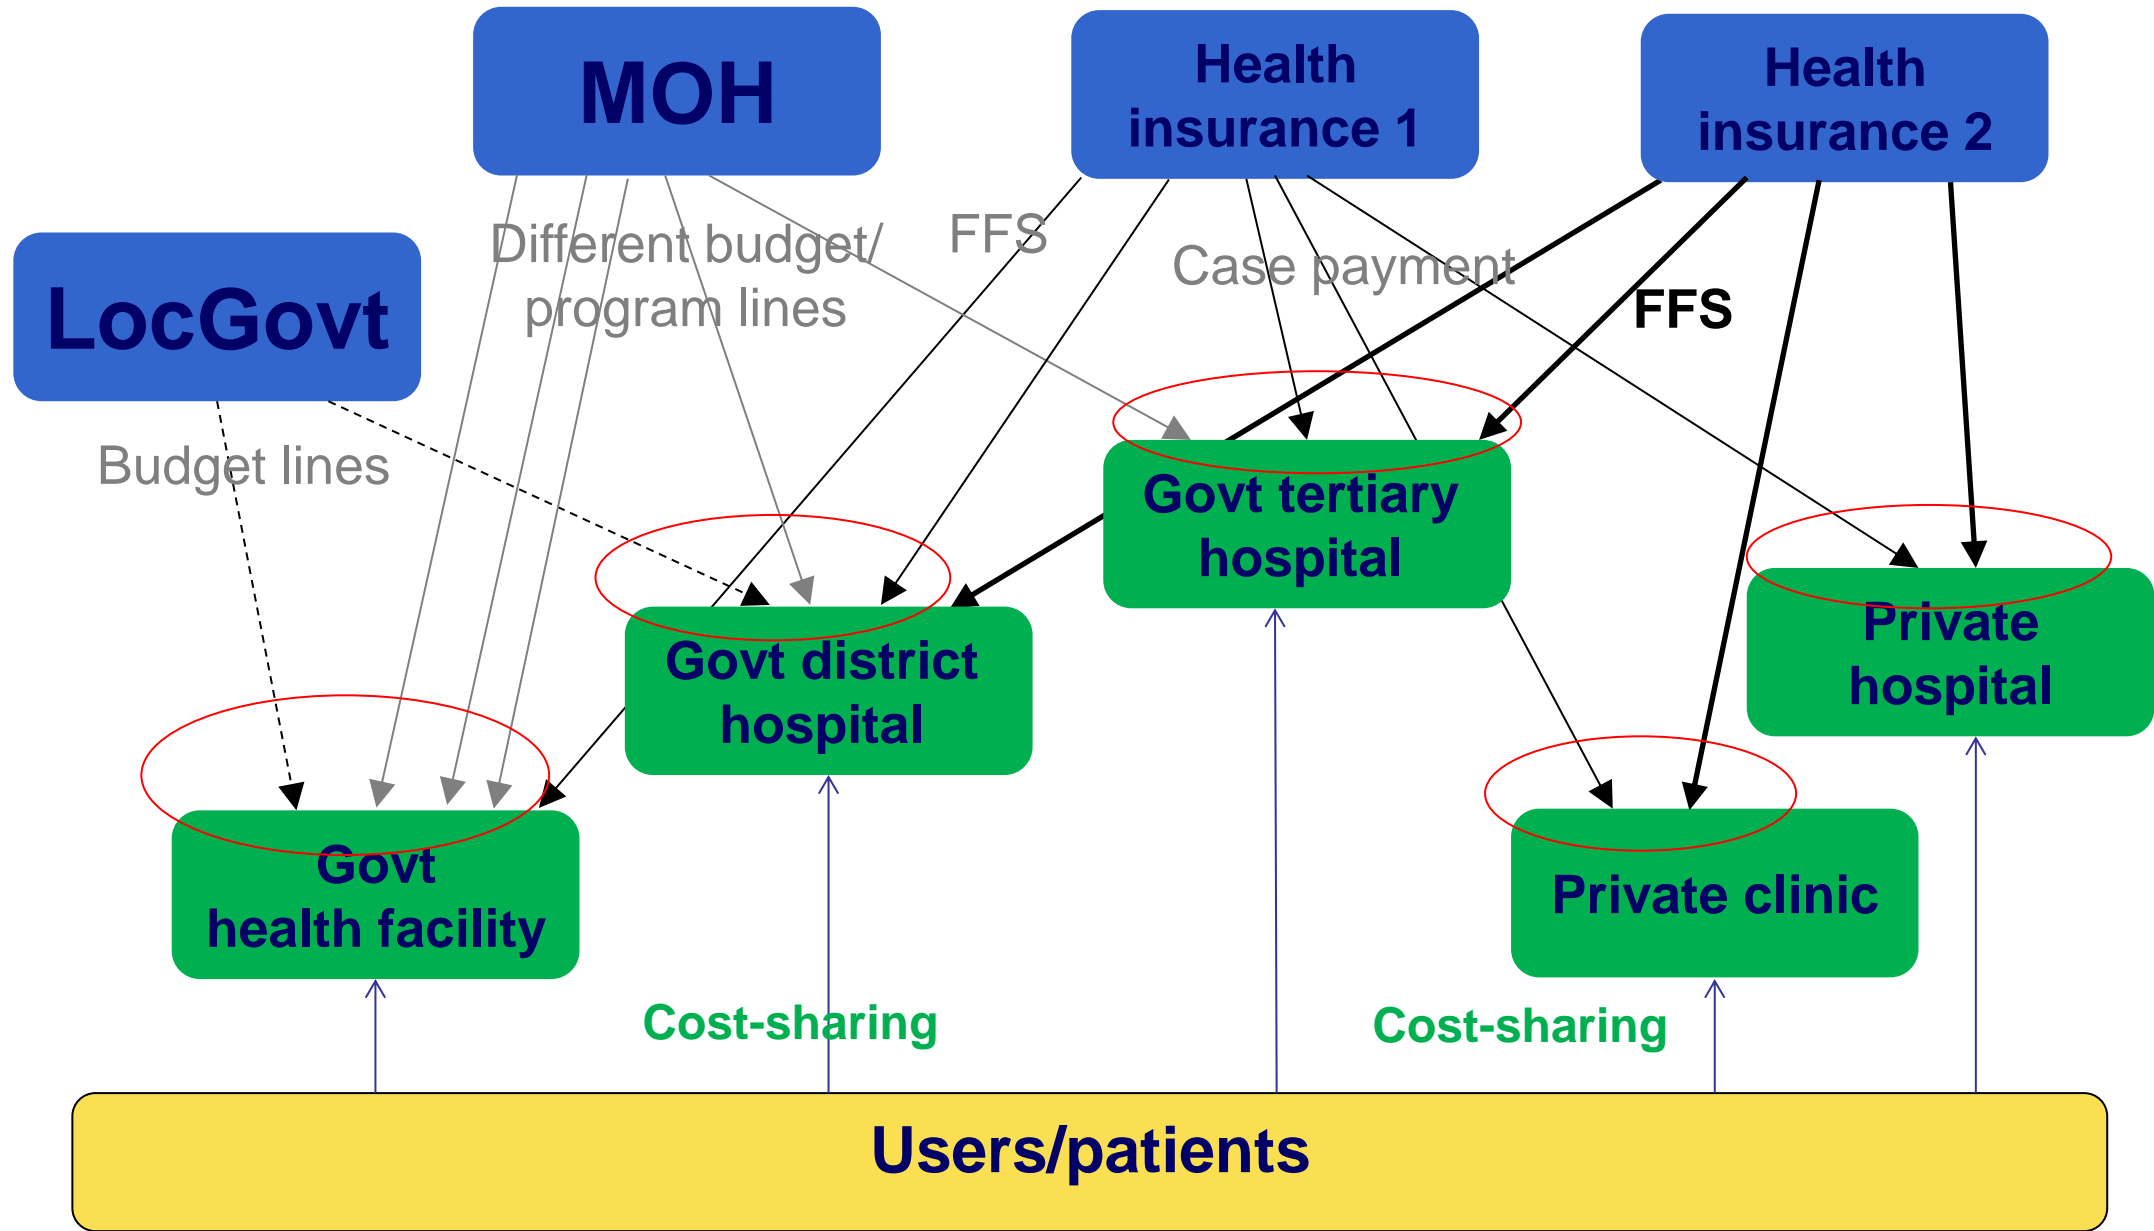 MOH
Health
insurance 1
Health
insurance 2
LocGovt
Different budget/
program lines
FFS
Case payment
FFS
Budget lines
Govt tertiary
hospital
Govt district
hospital
Private
hospital
Govt
health facility
Private clinic
Cost-sharing
Cost-sharing
Users/patients